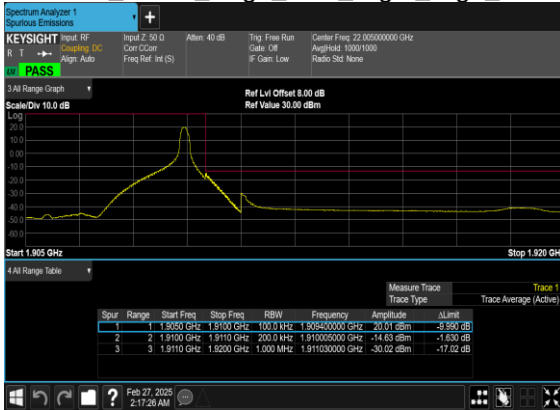 Spectrum Analyzer 1
Spurious Emissions
KEYSIGHT Input: RF Input Z: 50 Ω Atten: 40 dB Trig: Free Run Center Freq: 22.005000000 GHz
R T Coupling: DC Corr CCorr Gate: Off Avg|Hold: 1000/1000
Align: Auto Freq Ref: Int (S) IF Gain: Low Radio Std: None
PASS
3 All Range Graph Ref Lvl Offset 8.00 dB
Scale/Div 10.0 dB Ref Value 30.00 dBm
Log
20.0
10.0
0.00
-10.0
-20.0
-30.0
-40.0
-50.0
-60.0
Start 1.905 GHz Stop 1.920 GH
4 All Range Table
Measure Trace Trace 1
Trace Type Trace Average (Active)
Spur Range Start Freq Stop Freq RBW Frequency Amplitude ΔLimit
1 1 1.9050 GHz 1.9100 GHz 100.0 kHz 1.909400000 GHz 20.01 dBm -9.990 dB
2 2 1.9100 GHz 1.9110 GHz 200.0 kHz 1.910005000 GHz -14.63 dBm -1.630 dB
3 3 1.9110 GHz 1.9200 GHz 1.000 MHz 1.911030000 GHz -30.02 dBm -17.02 dB
Feb 27, 2025
2:17:26 AM